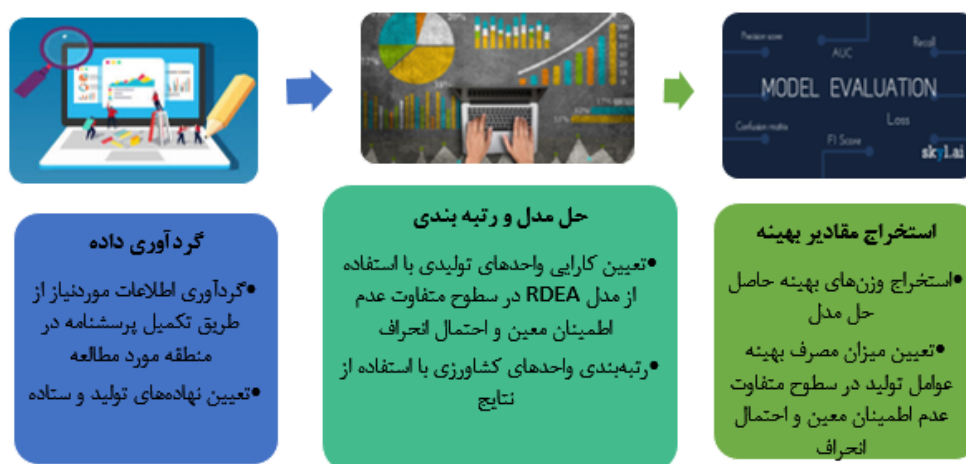 Precision score
AUC
Recall
MODEL EVALUATION
Confusion matrix
F1 Score
Loss
skyl.ai
گردآوری داده
•گردآوری اطلاعات موردنیاز از
طریق تکمیل پرسشنامه در
منطقه مورد مطالعه
•تعیین نهاده‌های تولید و ستاده
حل مدل و رتبه بندی
•تعیین کارایی واحدهای تولیدی با استفاده
از مدل RDEA در سطوح متفاوت عدم
اطمینان معین و احتمال انحراف
•رتبه‌بندی واحدهای کشاورزی با استفاده از
نتایج
استخراج مقادیر بهینه
•استخراج وزن‌های بهینه حاصل
حل مدل
•تعیین میزان مصرف بهینه
عوامل تولید در سطوح متفاوت
عدم اطمینان معین و احتمال
انحراف